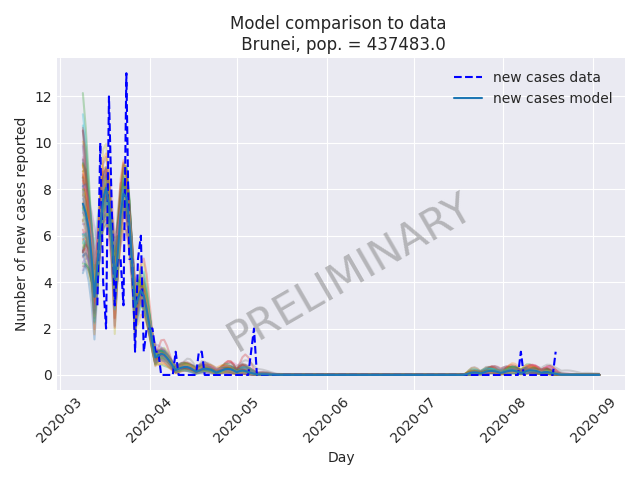 Model comparison to data
Brunei, pop. = 437483.0
new cases data
new cases model
PRELIMINARY
Number of new cases reported
12
10
8
6
4
2
0
2020-03
2020-04
2020-05
2020-06
2020-07
2020-08
2020-09
Day